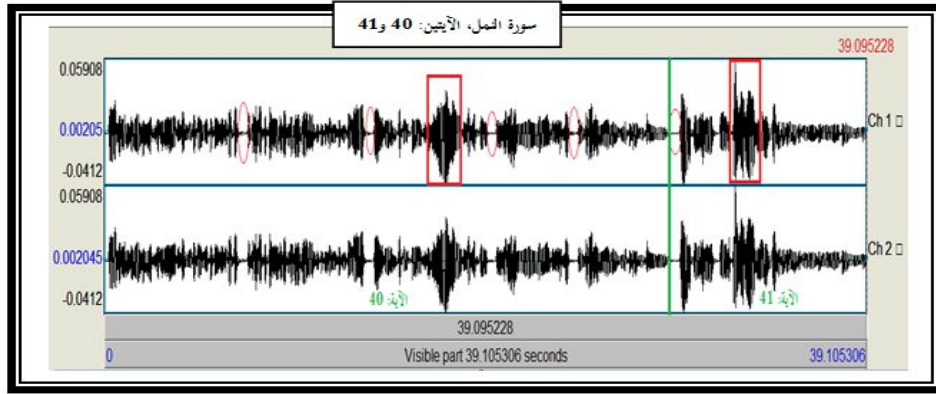 سورة النمل، الآيتين: 40 و41
39.095228
0.05908
0.00205
-0.0412
Ch 1
0.05908
0.002045
-0.0412
Ch 2
الآية: 40
الآية: 41
39.095228
0 Visible part 39.105306 seconds 39.105306